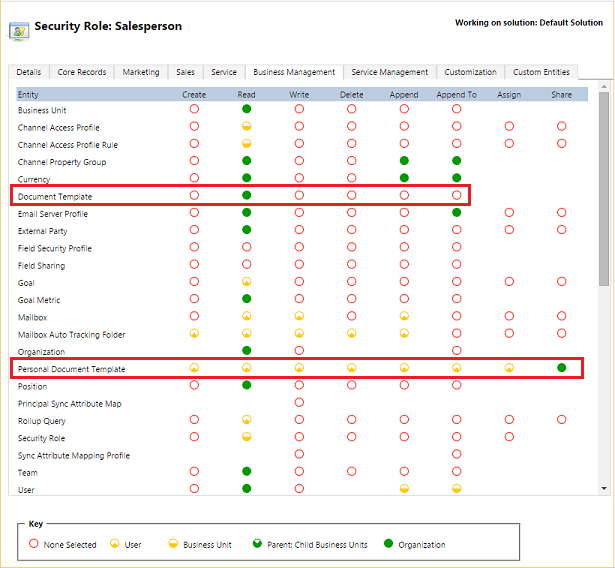 Security Role: Salesperson
Working on solution: Default Solution
Details Core Records Marketing Sales Service Business Management Service Management Customization Custom Entities
Entity Create Read Write Delete Append Append To Assign Share
Business Unit
Channel Access Profile
Channel Access Profile Rule
Channel Property Group
Currency
Document Template
Email Server Profile
External Party
Field Security Profile
Field Sharing
Goal
Goal Metric
Mailbox
Mailbox Auto Tracking Folder
Organization
Personal Document Template
Position
Principal Sync Attribute Map
Rollup Query
Security Role
Sync Attribute Mapping Profile
Team
User
Key
None Selected User Business Unit Parent: Child Business Units Organization